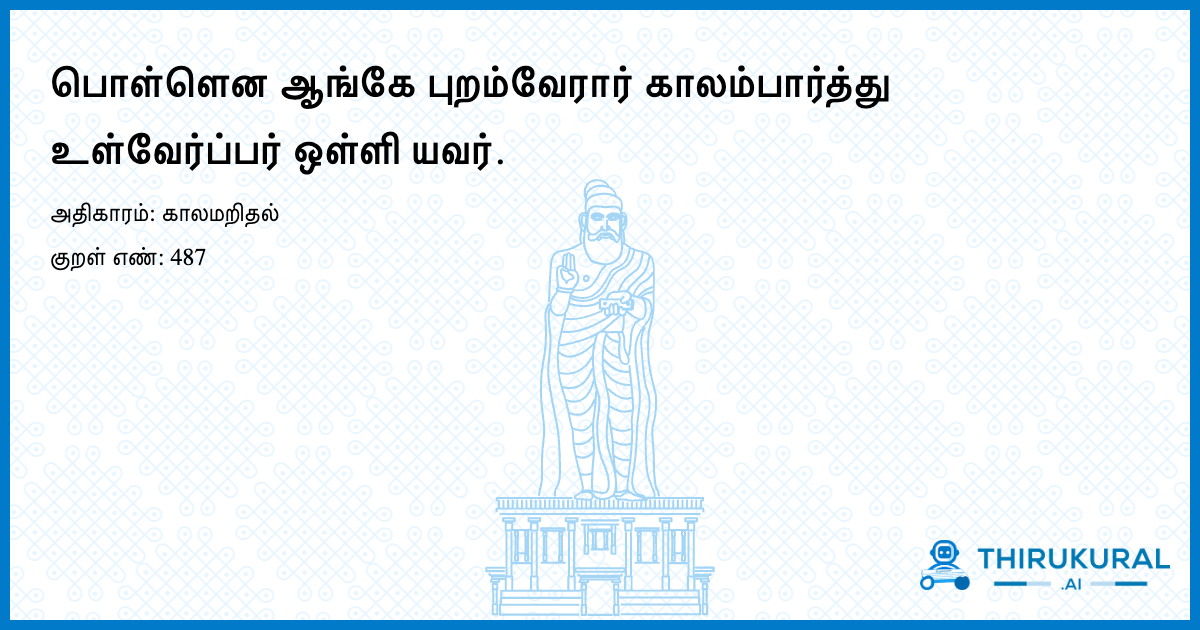 பொள்ளென ஆங்கே புறம்வேரார் காலம்பார்த்து
உள்வேர்ப்பர் ஒள்ளி யவர்.
அதிகாரம்: காலமறிதல்
குறள் எண்: 487
THIRUKURAL
.AI